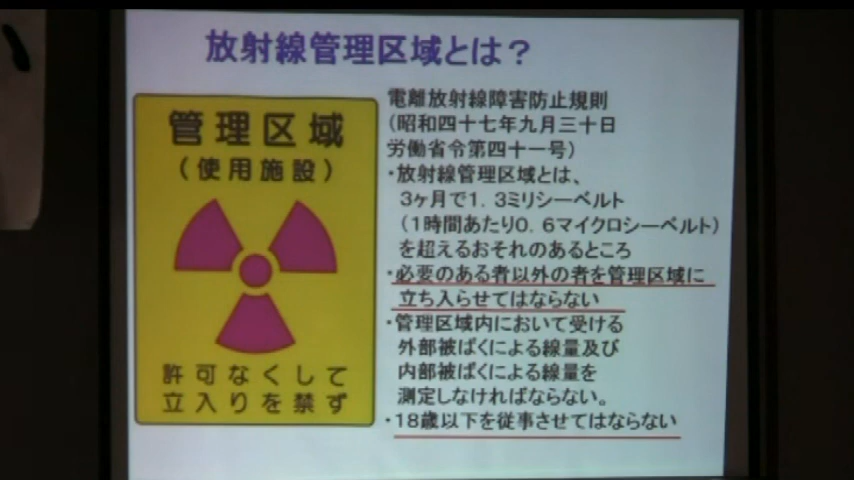 放射線管理区域とは?
管理区域
(使用施設)
許可なくして
立入りを禁ず
電離放射線障害防止規則
(昭和四十七年九月三十日
労働省令第四十一号)
・放射線管理区域とは、
3ヶ月で1.3ミリシーベルト
(1時間あたり0.6マイクロシーベルト)
を超えるおそれのあるところ
・必要のある者以外の者を管理区域に
立ち入らせてはならない
・管理区域内において受ける
外部被ばくによる線量及び
内部被ばくによる線量を
測定しなければならない。
・18歳以下を従事させてはならない